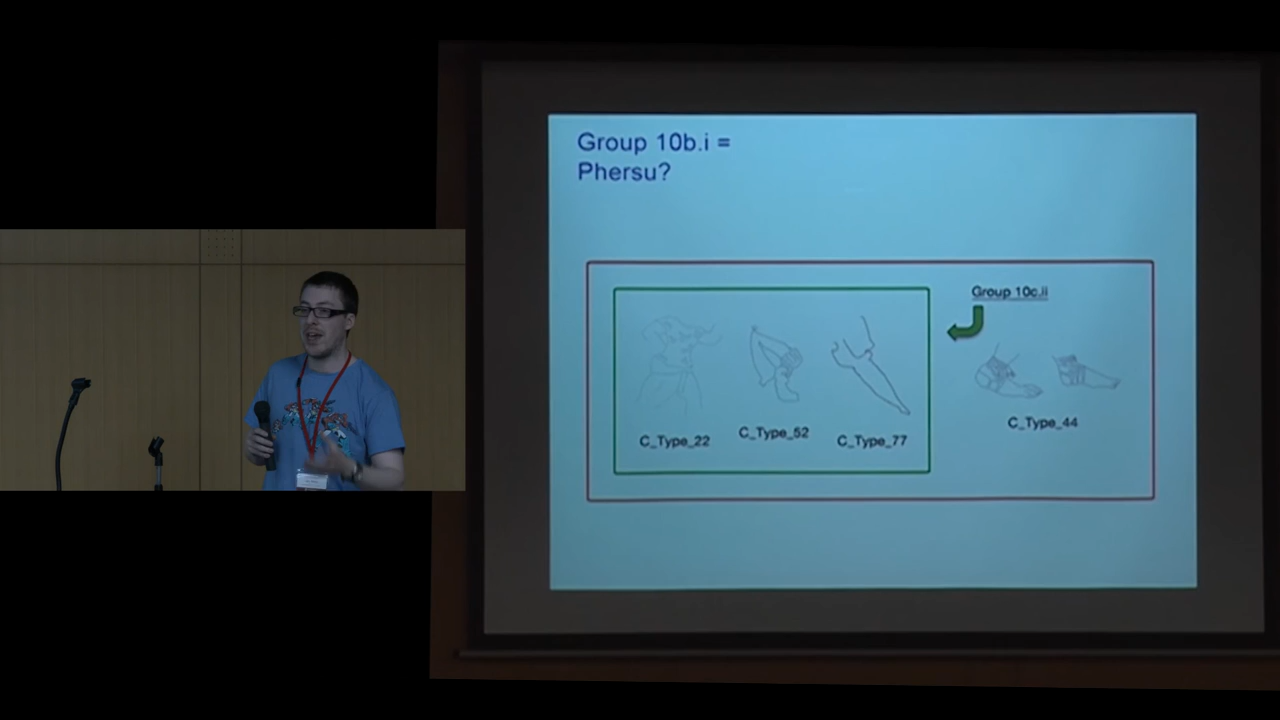 Group 10b.i =
Phersu?
Group 10c.ii
C_Type_22
C_Type_52
C_Type_77
C_Type_44